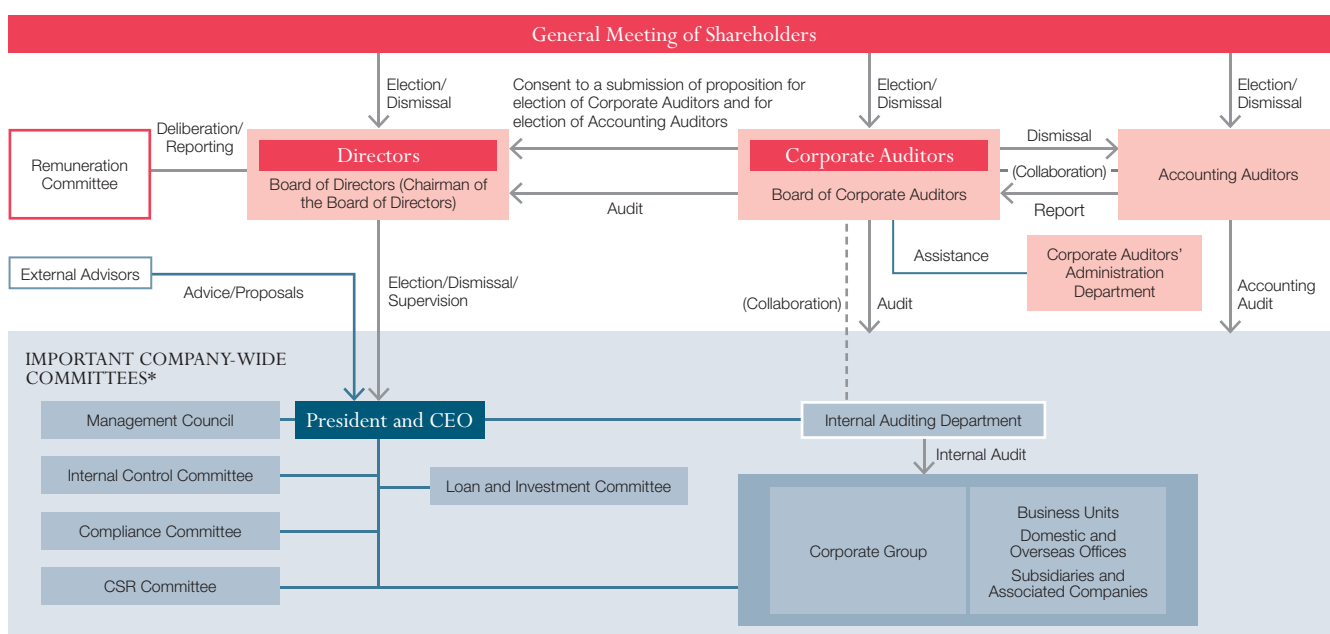 General Meeting of Shareholders
Election/
Dismissal
Consent to a submission of proposition for
election of Corporate Auditors and for
election of Accounting Auditors
Election/
Dismissal
Election/
Dismissal
Deliberation/
Reporting
Remuneration
Committee
Directors
Board of Directors (Chairman of
the Board of Directors)
Audit
Corporate Auditors
Board of Corporate Auditors
Dismissal
(Collaboration)
Report
Accounting Auditors
External Advisors
Advice/Proposals
Election/Dismissal/
Supervision
(Collaboration)
Audit
Assistance
Corporate Auditors’
Administration
Department
Accounting
Audit
IMPORTANT COMPANY-WIDE
COMMITTEES*
Management Council
President and CEO
Internal Auditing Department
Internal Audit
Internal Control Committee
Loan and Investment Committee
Compliance Committee
CSR Committee
Corporate Group
Business Units
Domestic and
Overseas Offices
Subsidiaries and
Associated Companies